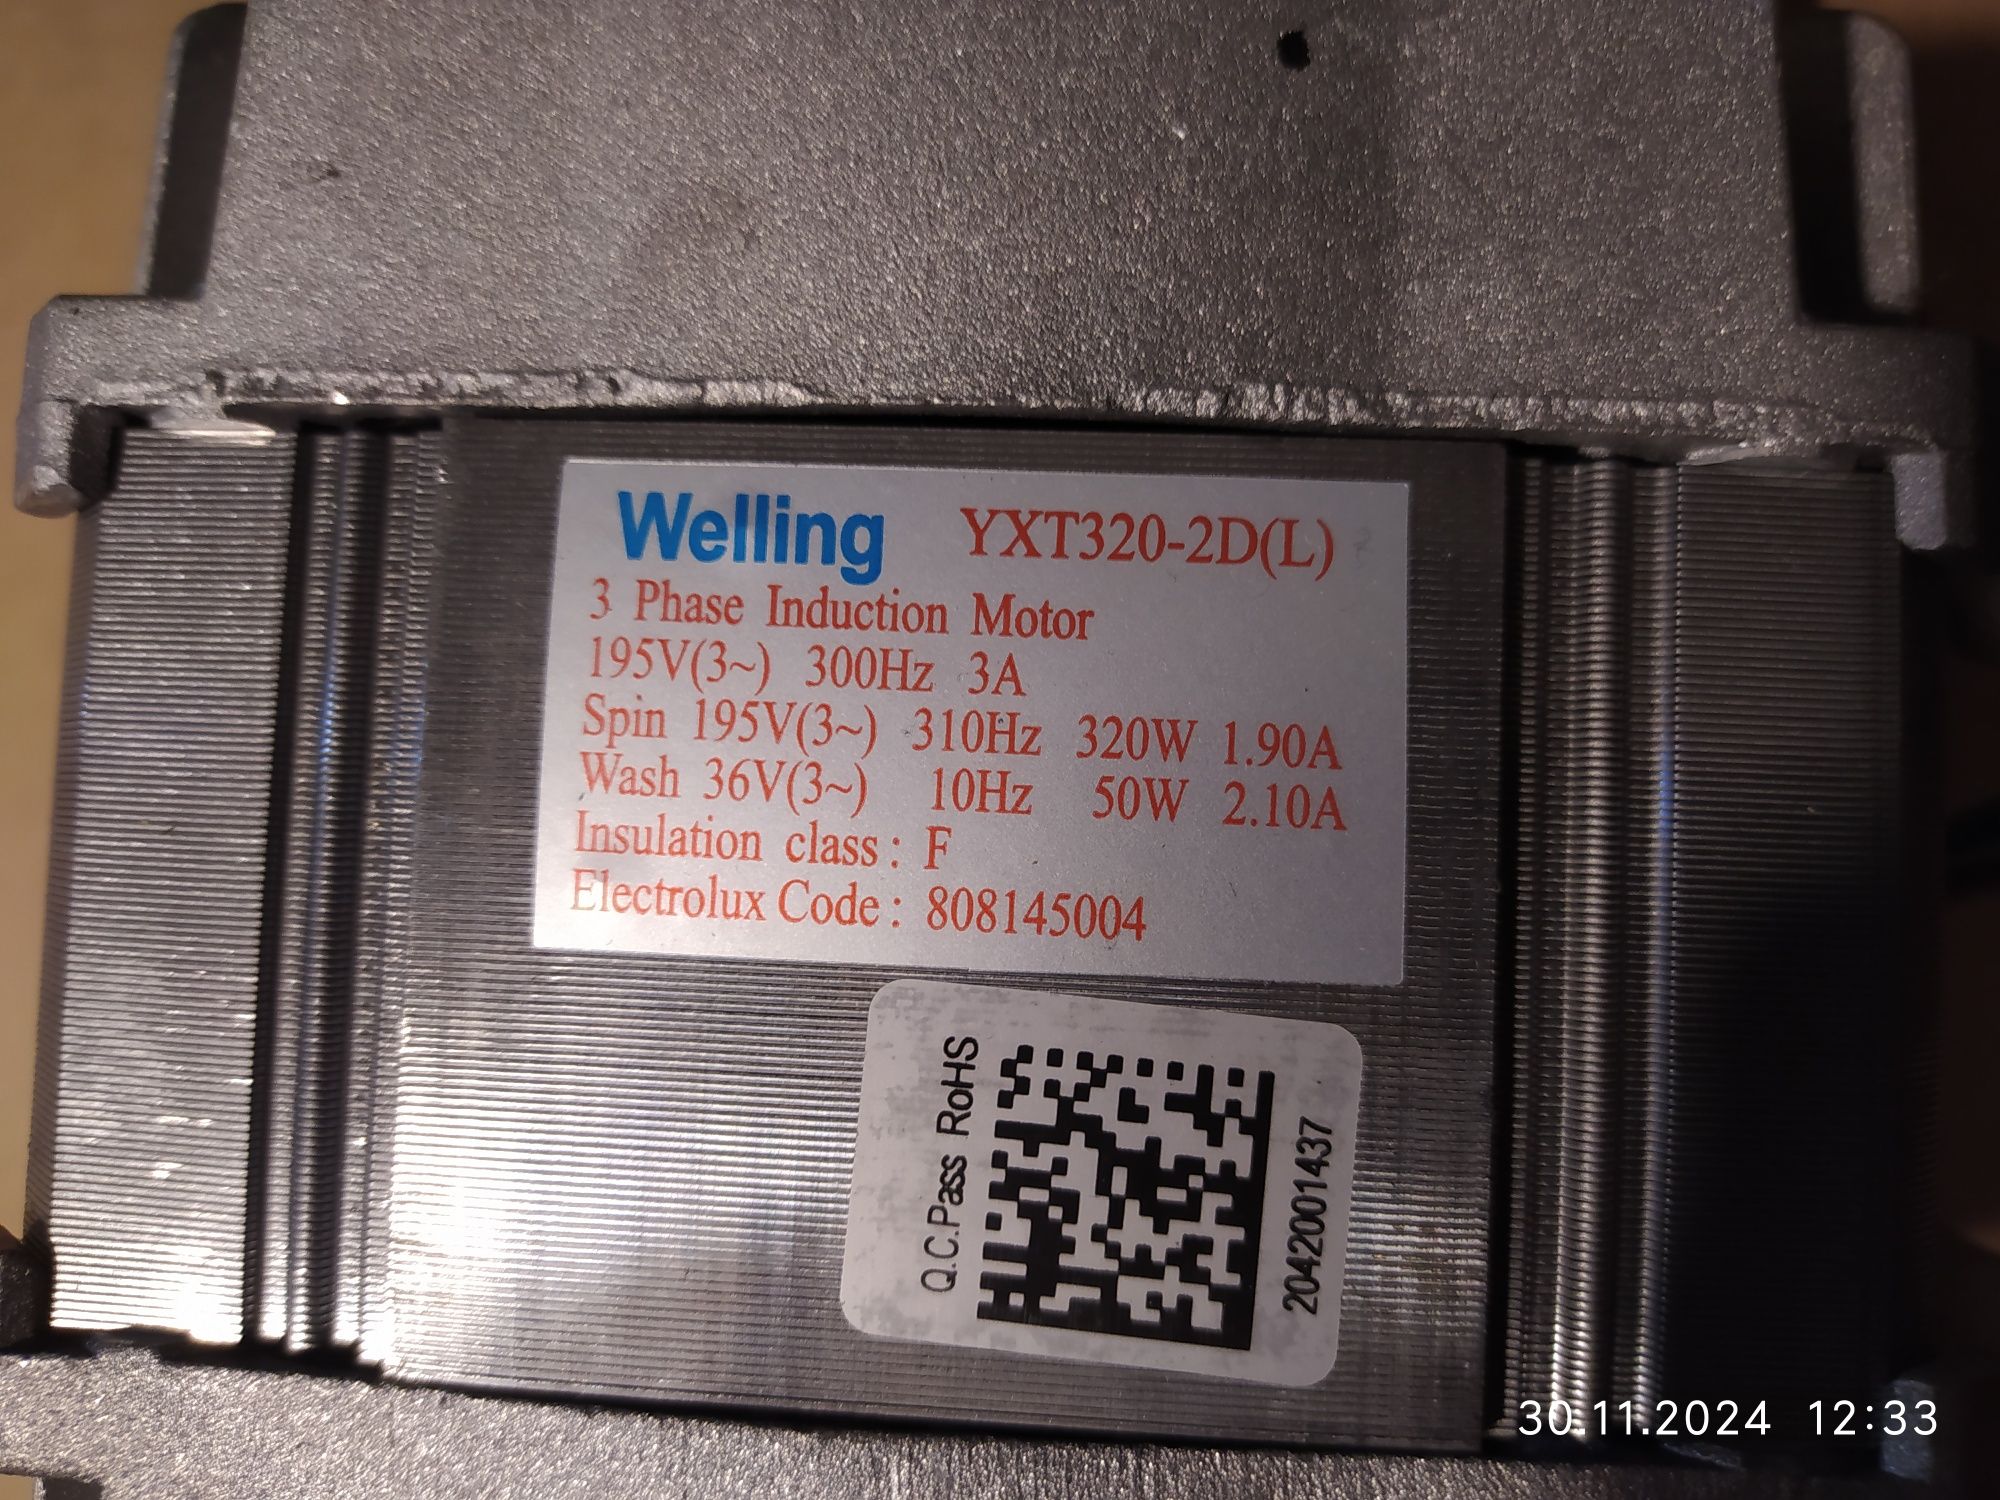 Welling YXT320-2D(L)
3 Phase Induction Motor
195V(3~) 300Hz 3A
Spin 195V(3~) 310Hz 320W 1.90A
Wash 36V(3~) 10Hz 50W 2.10A
Insulation class: F
Electrolux Code: 808145004
Q.C.Pass RoHS
2042001437
30.11.2024 12:33